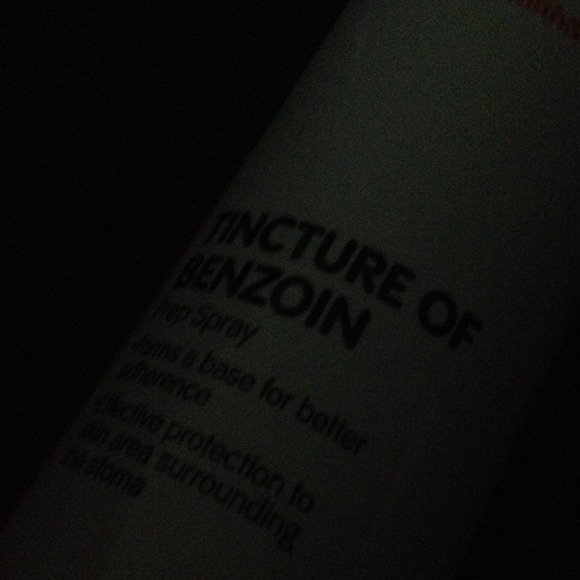 TINCTURE OF
BENZOIN
Prep Spray
forms a base for better
adherence
effective protection to
skin area surrounding
the stoma